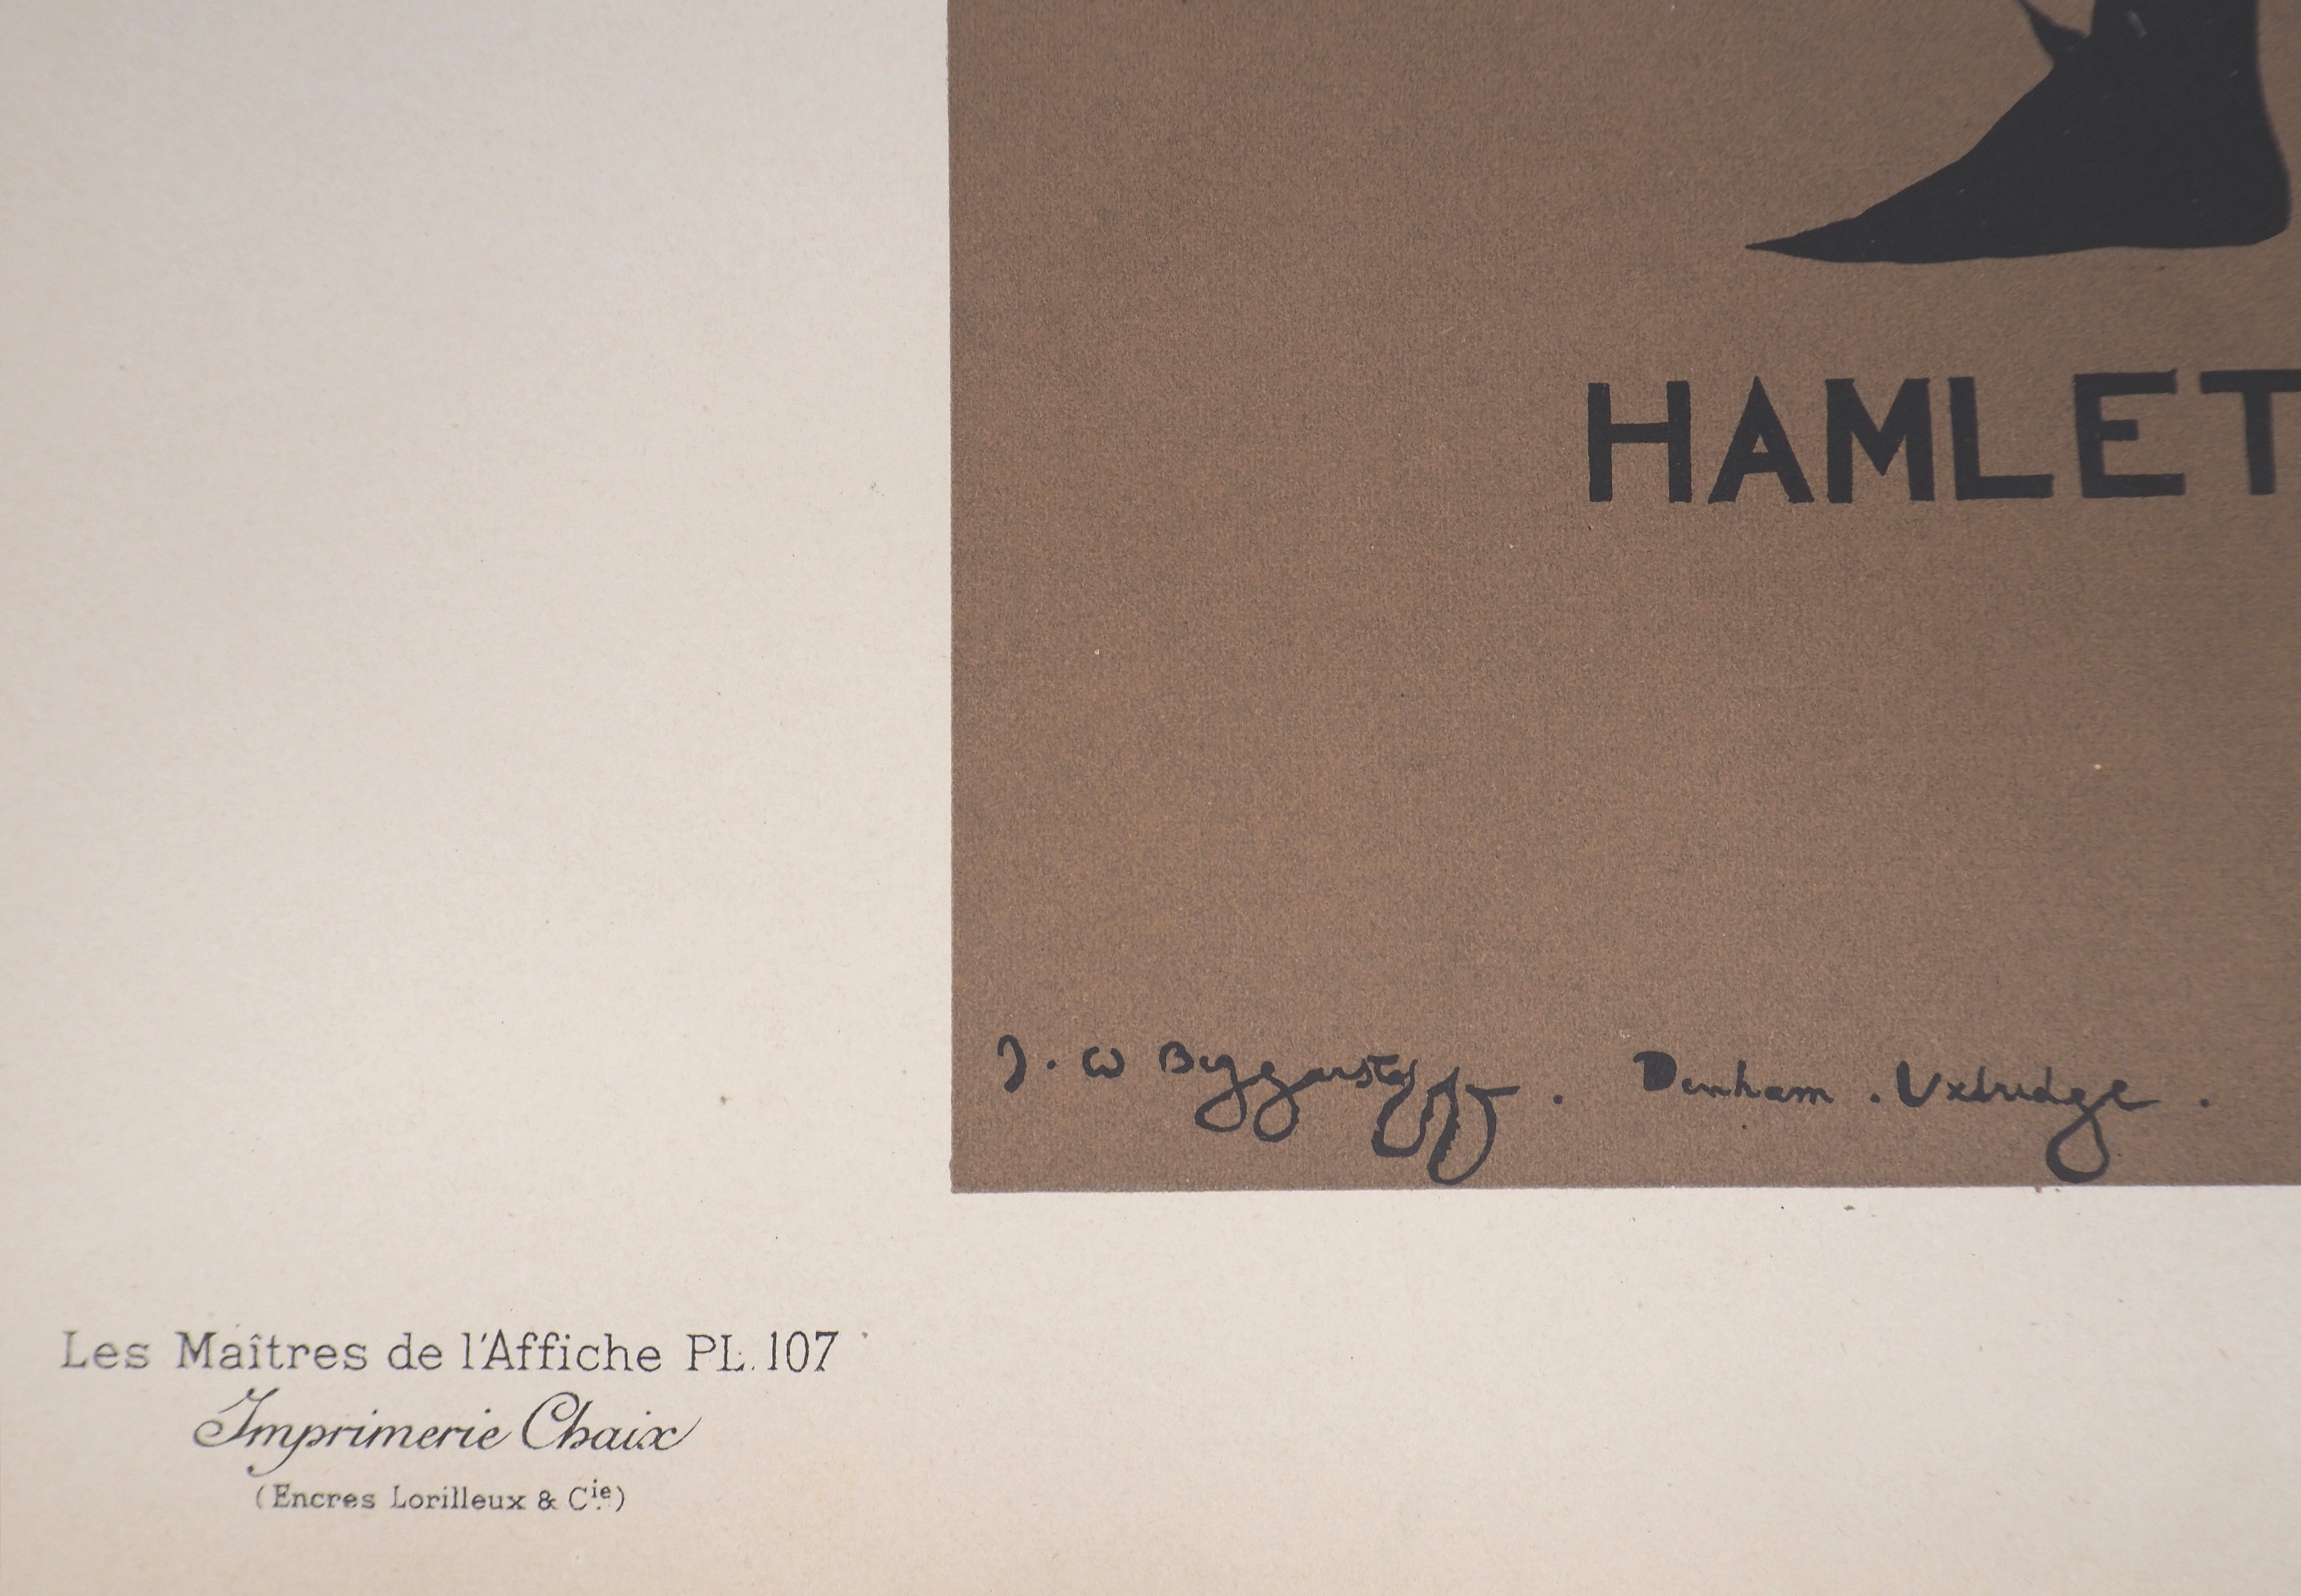 HAMLET
J. W Beggarstaff. Denham. Uxbridge.
Les Maîtres de l'Affiche PL. 107
Imprimerie Chaix
(Encres Lorilleux & Cie)